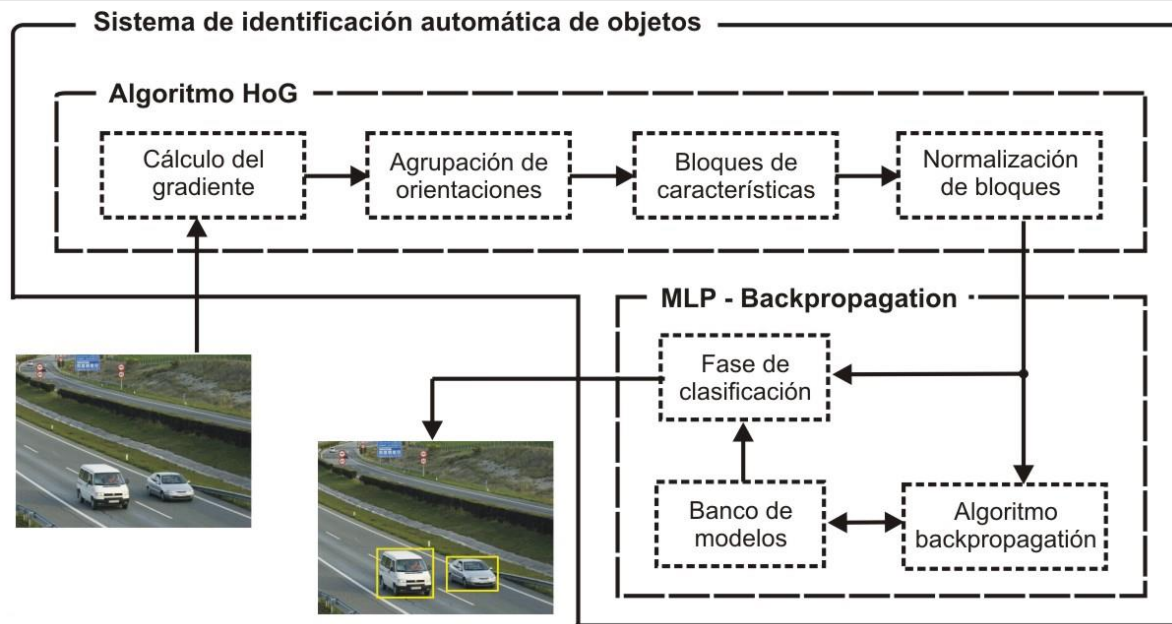 Sistema de identificación automática de objetos
Algoritmo HoG
Cálculo del
gradiente
Agrupación de
orientaciones
Bloques de
características
Normalización
de bloques
MLP - Backpropagation
Fase de
clasificación
Banco de
modelos
Algoritmo
backpropagatión